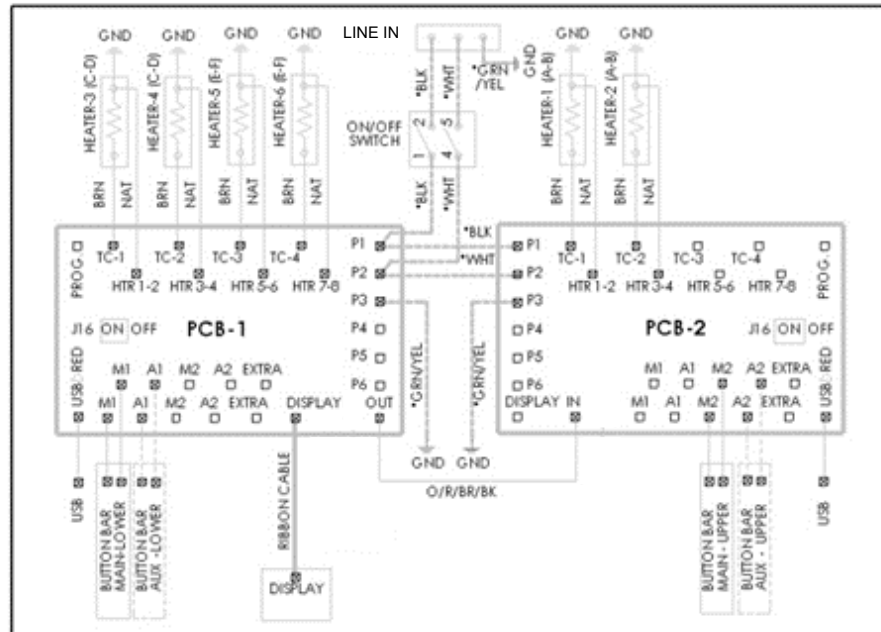 GND GND GND GND LINE IN GND GND
HEATER-3 (C-D)
HEATER-4 (C-D)
HEATER-5 (E-F)
HEATER-6 (E-F)
*BLK
*WHT
*GRN
/YEL
GND
HEATER-1 (A-B)
HEATER-2 (A-B)
ON/OFF
SWITCH
2 5
1 4
BRN NAT BRN NAT BRN NAT BRN NAT
*BLK *WHT
BRN NAT BRN NAT
*BLK
*WHT
PROG.
TC-1 TC-2 TC-3 TC-4
HTR 1-2 HTR 3-4 HTR 5-6 HTR 7-8
J16 ON OFF
PCB-1
P1
P2
P3
P4
P5
P6
USB RED
M1 A1 M2 A2 EXTRA
M1 A1 M2 A2 EXTRA DISPLAY OUT
*GRN/YEL
*GRN/YEL
GND GND
O/R/BR/BK
P1
P2
P3
P4
P5
P6
TC-1 TC-2 TC-3 TC-4
HTR 1-2 HTR 3-4 HTR 5-6 HTR 7-8
PROG.
PCB-2
J16 ON OFF
M1 A1 M2 A2 EXTRA
DISPLAY IN M1 A1 M2 A2 EXTRA
USB RED
USB
BUTTON BAR
MAIN-LOWER
BUTTON BAR
AUX -LOWER
RIBBON CABLE
DISPLAY
BUTTON BAR
MAIN - UPPER
BUTTON BAR
AUX - UPPER
USB